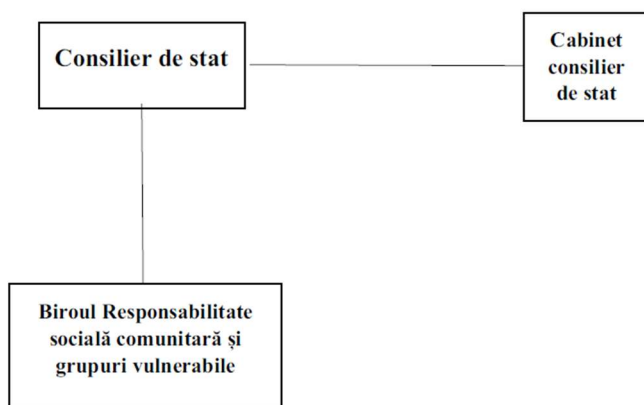 Consilier de stat
Cabinet
consilier
de stat
Biroul Responsabilitate
socială comunitară și
grupuri vulnerabile